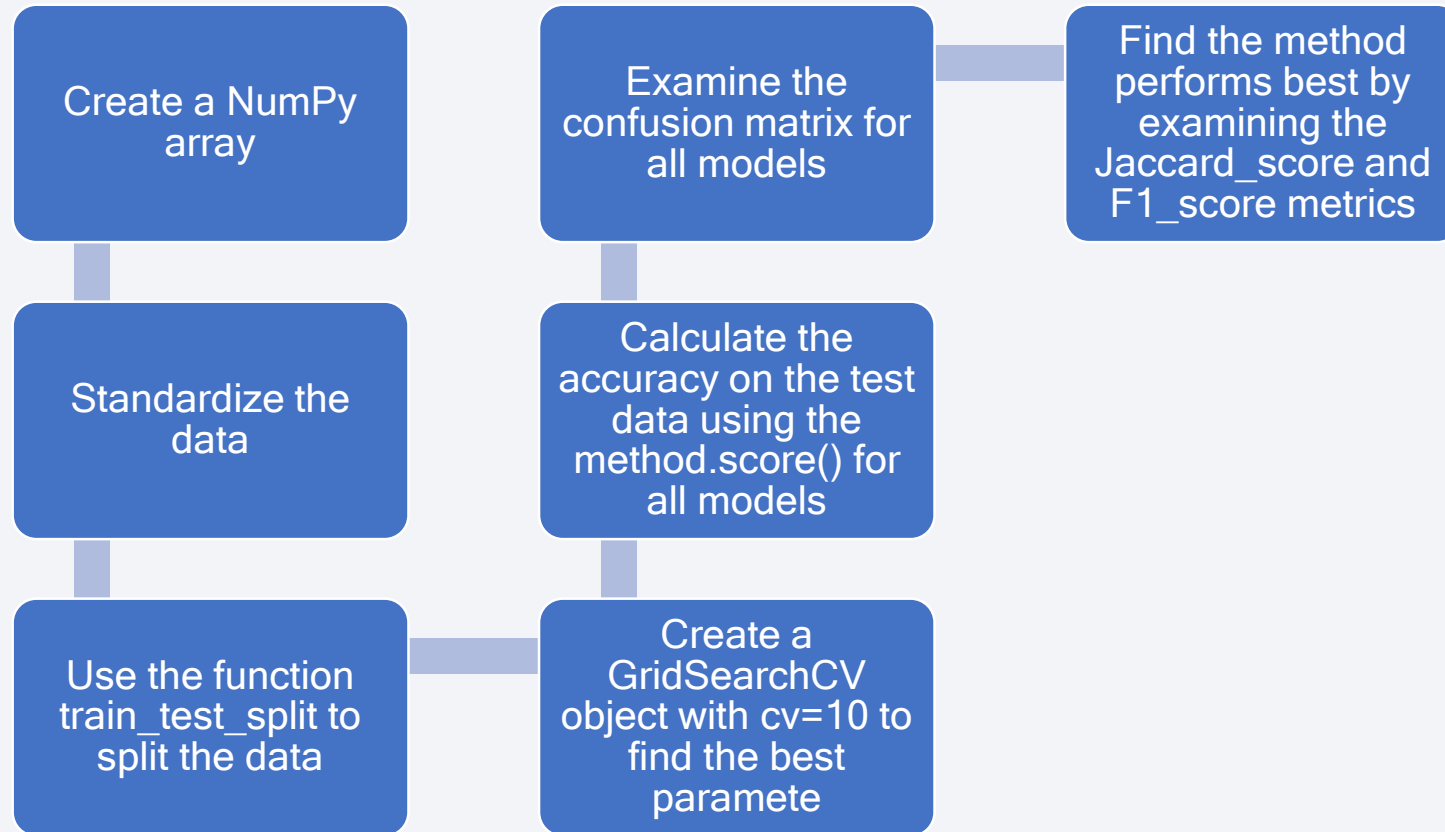 Create a NumPy
array
Standardize the
data
Use the function
train_test_split to
split the data
Create a
GridSearchCV
object with cv=10 to
find the best
paramete
Calculate the
accuracy on the test
data using the
method.score() for
all models
Examine the
confusion matrix for
all models
Find the method
performs best by
examining the
Jaccard_score and
F1_score metrics